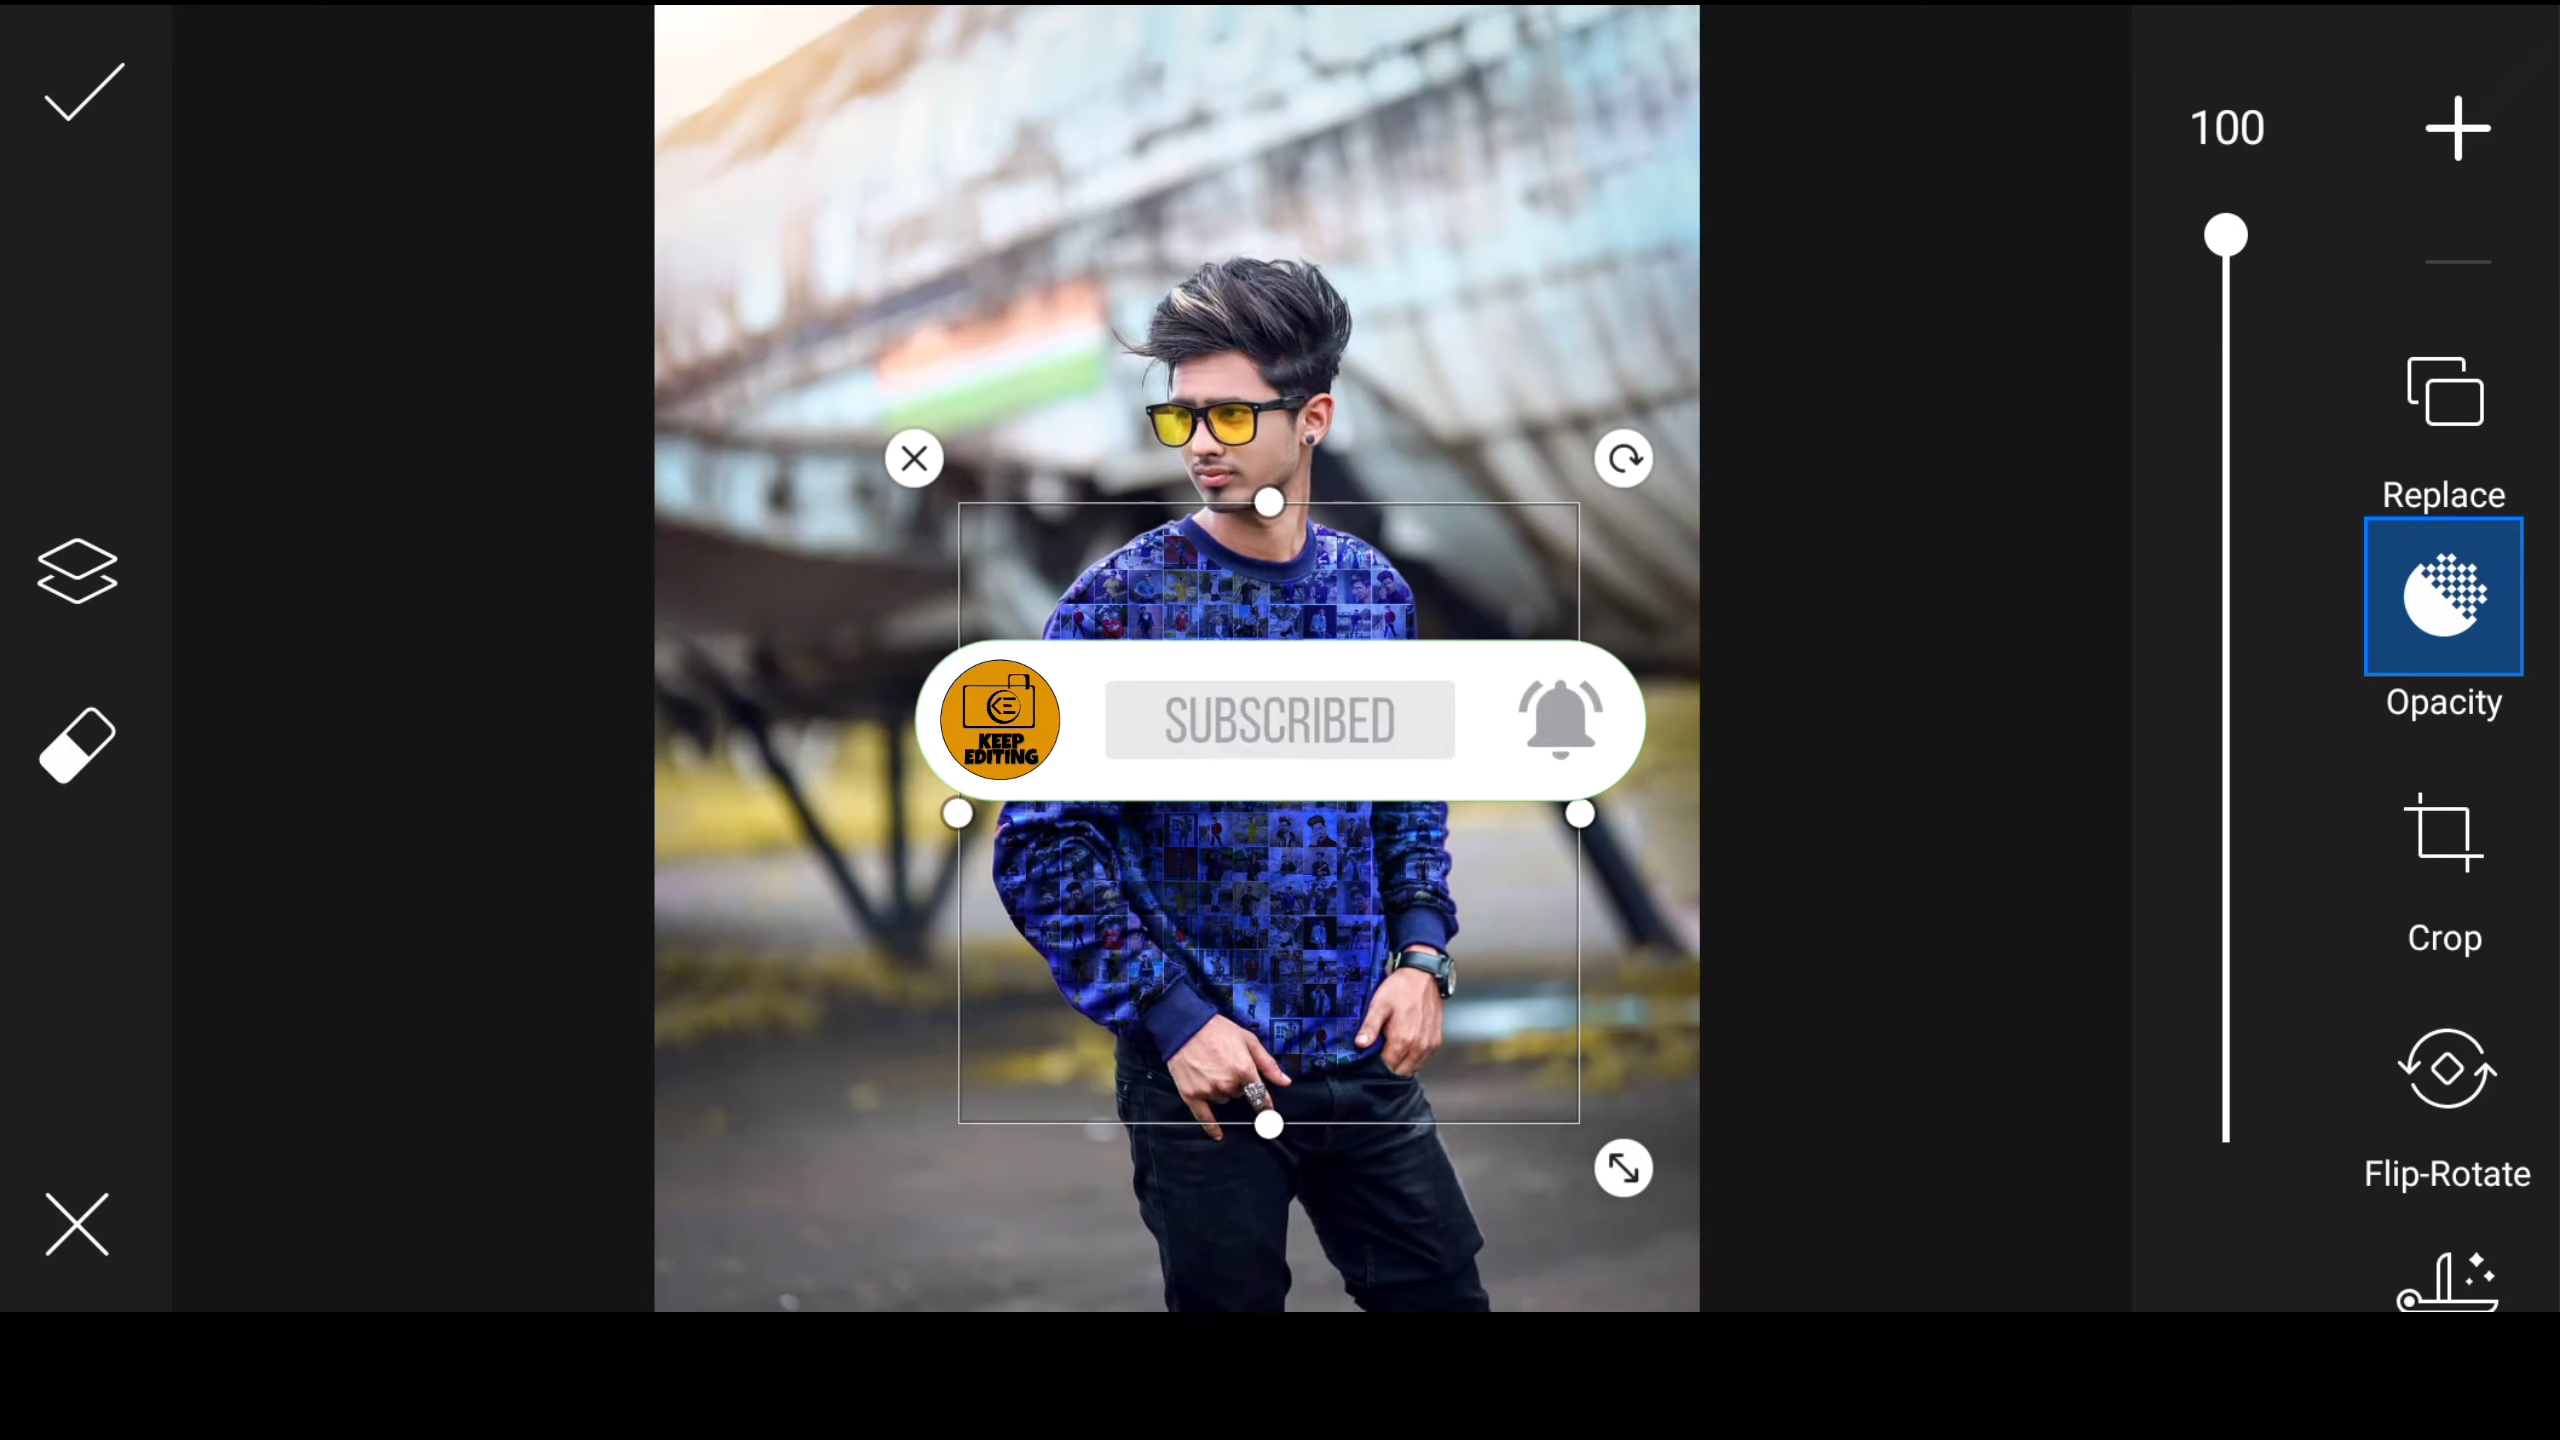 100
Replace
Opacity
KEEP
EDITING
SUBSCRIBED
Crop
Flip-Rotate